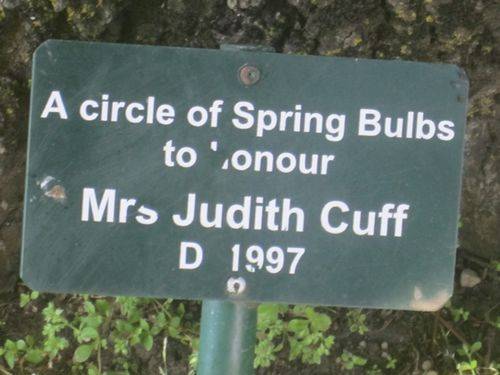 A circle of Spring Bulbs
to honour
Mrs Judith Cuff
D 1997